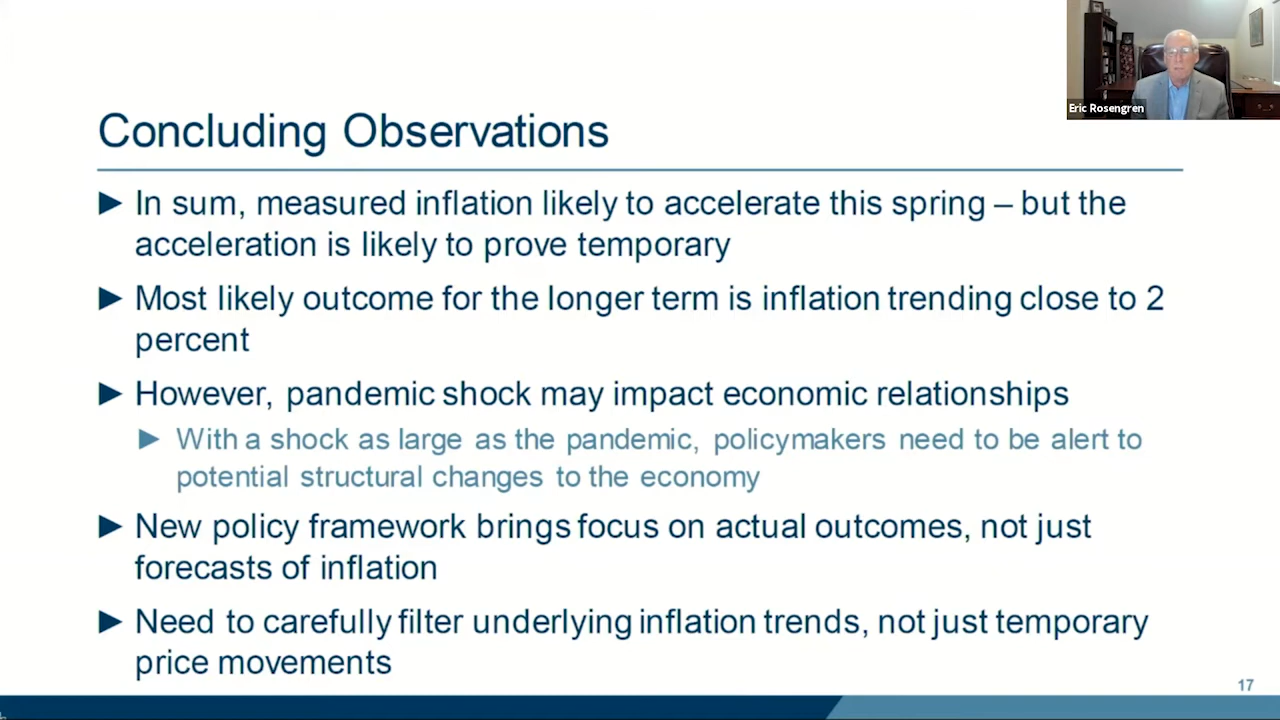 Eric Rosengren
Concluding Observations
► In sum, measured inflation likely to accelerate this spring – but the
acceleration is likely to prove temporary
► Most likely outcome for the longer term is inflation trending close to 2
percent
► However, pandemic shock may impact economic relationships
► With a shock as large as the pandemic, policymakers need to be alert to
potential structural changes to the economy
► New policy framework brings focus on actual outcomes, not just
forecasts of inflation
► Need to carefully filter underlying inflation trends, not just temporary
price movements
17